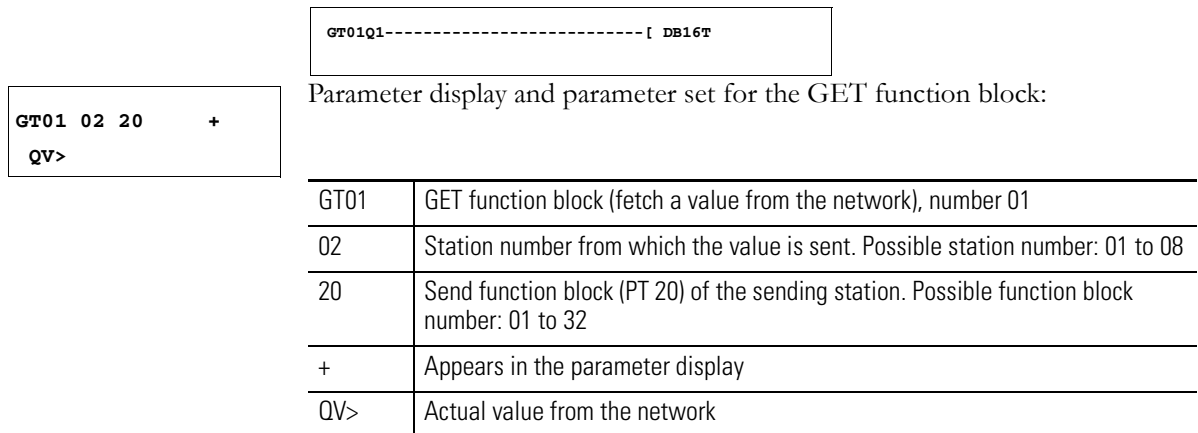 GT01Q1---------------------------[ DB16T
Parameter display and parameter set for the GET function block:
GT01 02 20 +
QV>
GT01 GET function block (fetch a value from the network), number 01
02 Station number from which the value is sent. Possible station number: 01 to 08
20 Send function block (PT 20) of the sending station. Possible function block
number: 01 to 32
+ Appears in the parameter display
QV> Actual value from the network